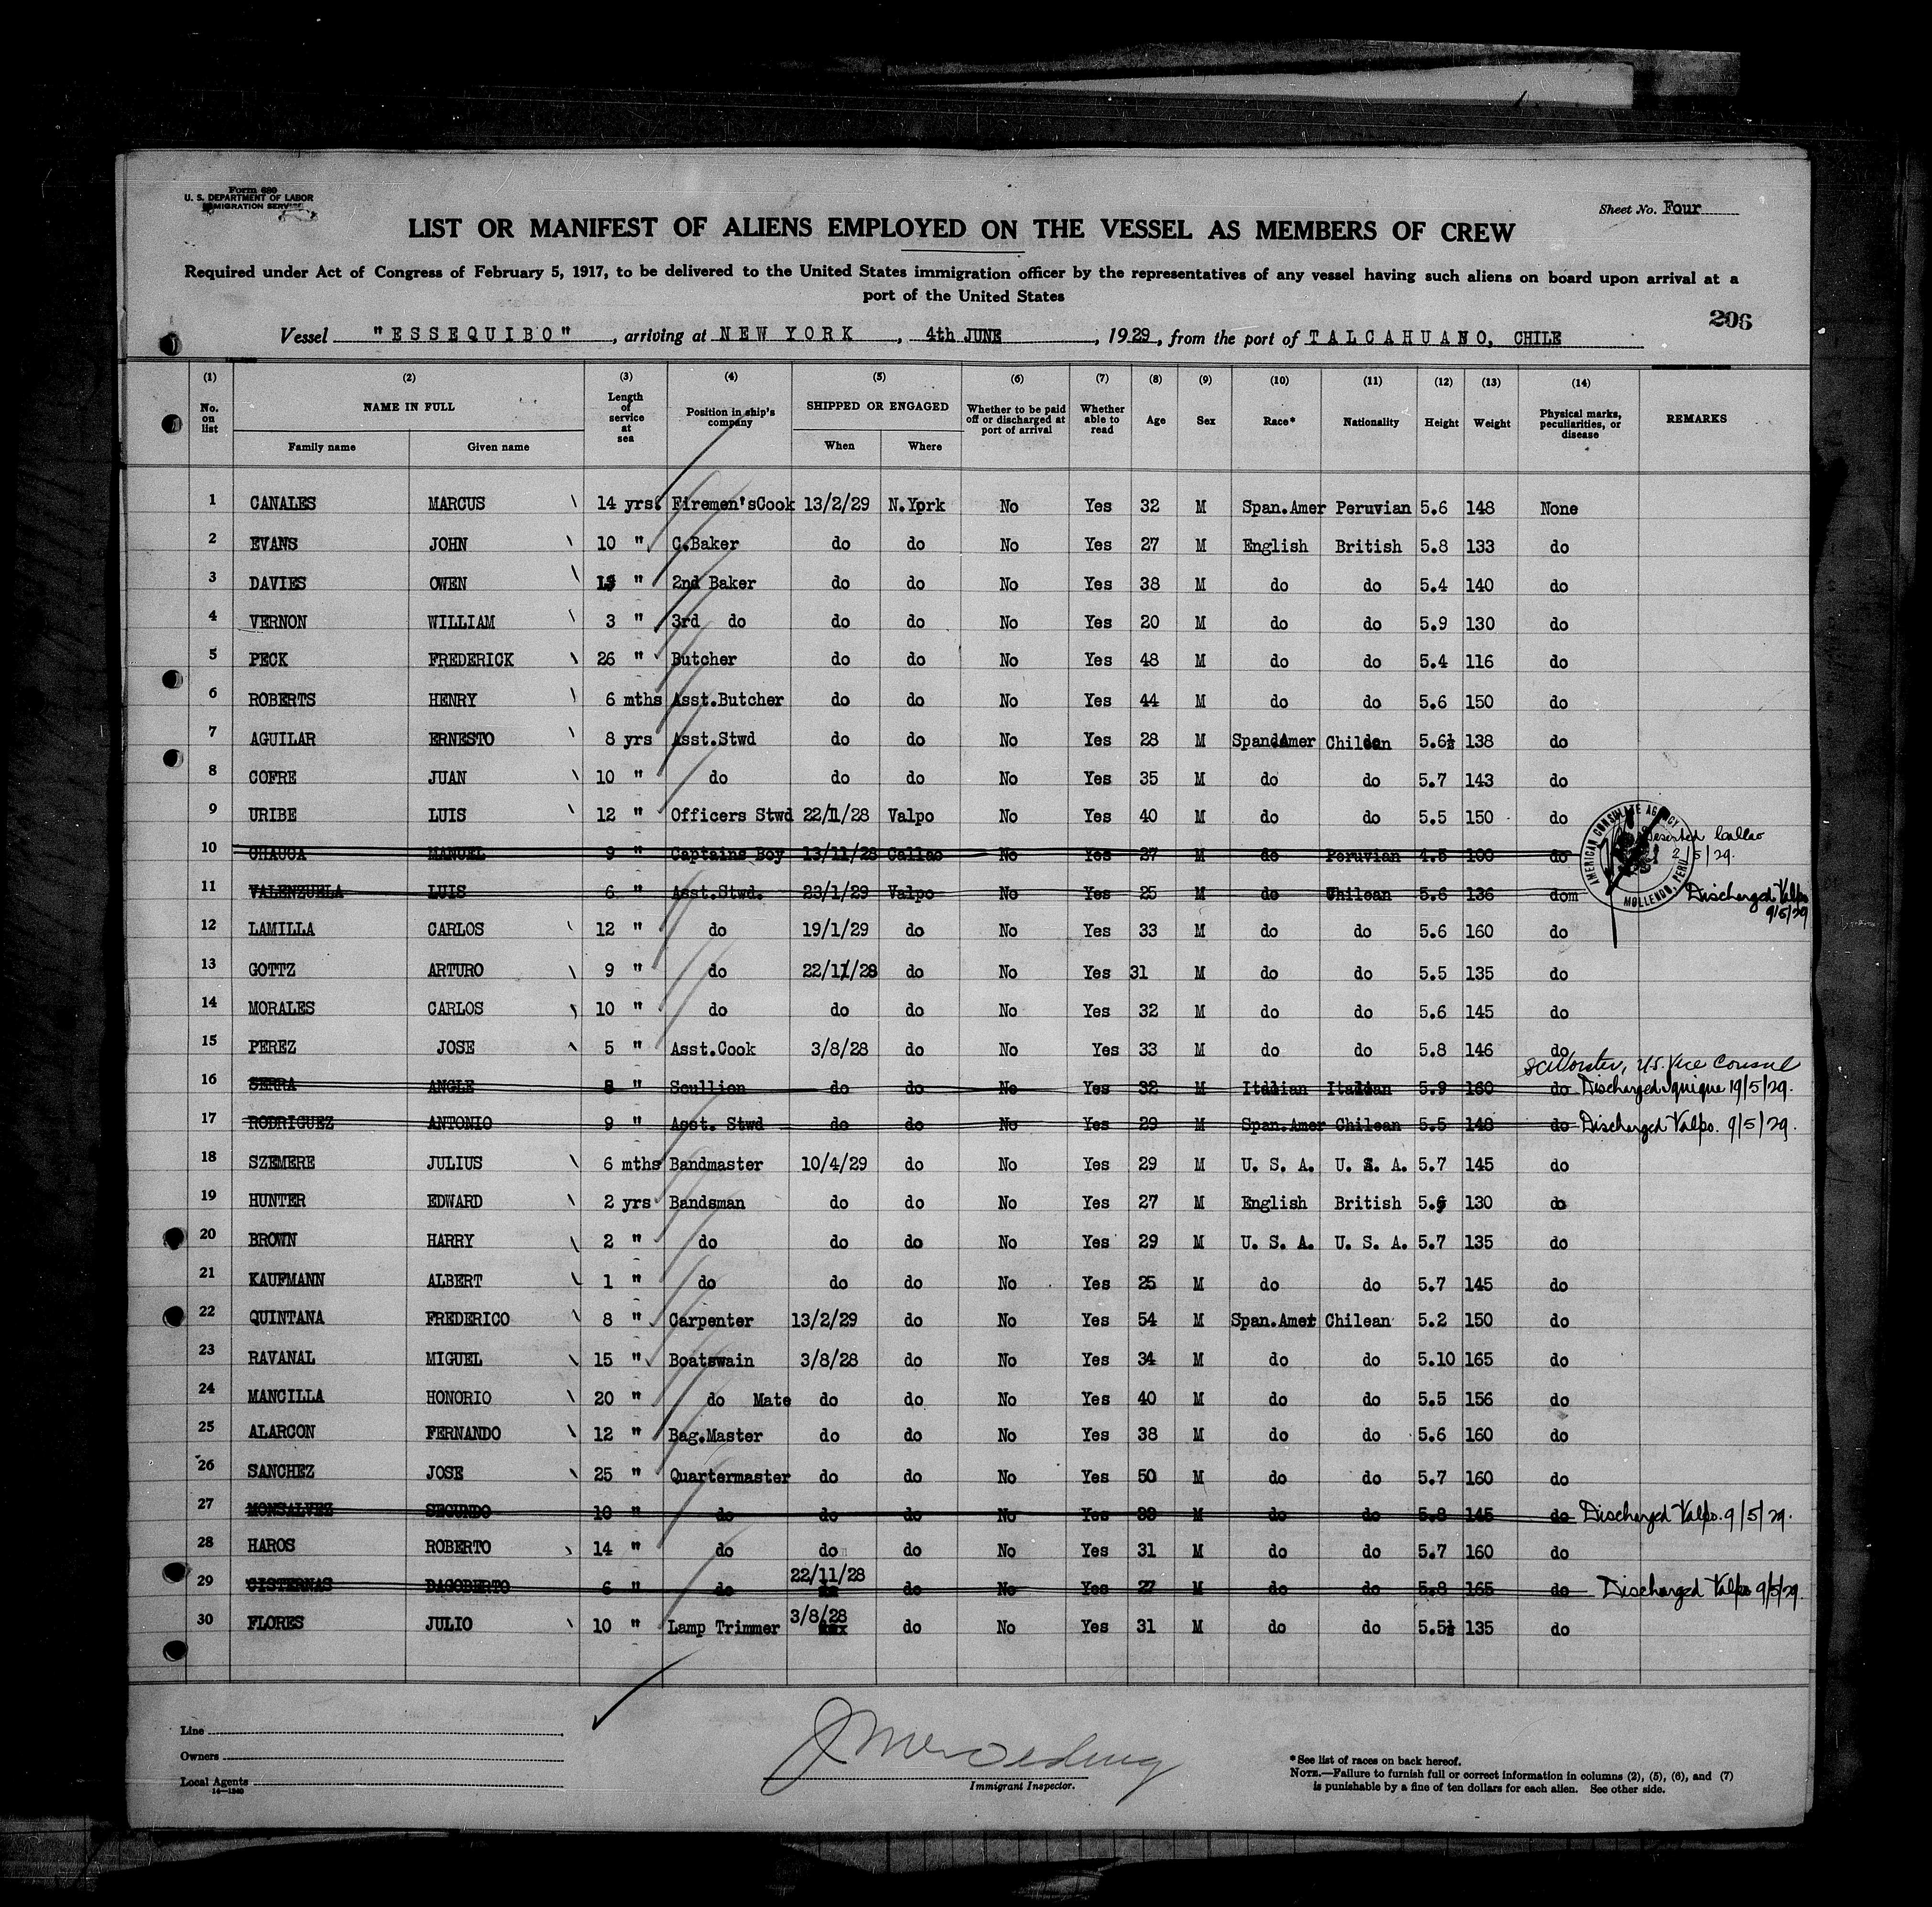 Form 680
U. S. DEPARTMENT OF LABOR
IMMIGRATION SERVICE
Sheet No. Four
LIST OR MANIFEST OF ALIENS EMPLOYED ON THE VESSEL AS MEMBERS OF CREW
Required under Act of Congress of February 5, 1917, to be delivered to the United States immigration officer by the representatives of any vessel having such aliens on board upon arrival at a
port of the United States
206
Vessel "ESSEQUIBO", arriving at NEW YORK, 4th JUNE, 1929, from the port of TALCAHUANO, CHILE
(1) (2) (3) (4) (5) (6) (7) (8) (9) (10) (11) (12) (13) (14)
No. on list NAME IN FULL Length of service at sea Position in ship's company SHIPPED OR ENGAGED Whether to be paid off or discharged at port of arrival Whether able to read Age Sex Race* Nationality Height Weight Physical marks, peculiarities, or disease REMARKS
Family name Given name When Where
1 CANALES MARCUS 14 yrs. Firemen'sCook 13/2/29 N.York No Yes 32 M Span.Amer Peruvian 5.6 148 None
2 EVANS JOHN 10 " C.Baker do do No Yes 27 M English British 5.8 133 do
3 DAVIES OWEN " 2nd Baker do do No Yes 38 M do do 5.4 140 do
4 VERNON WILLIAM 3 " 3rd do do do No Yes 20 M do do 5.9 130 do
5 PECK FREDERICK 26 " Butcher do do No Yes 48 M do do 5.4 116 do
6 ROBERTS HENRY 6 mths Asst.Butcher do do No Yes 44 M do do 5.6 150 do
7 AGUILAR ERNESTO 8 yrs Asst.Stwd do do No Yes 28 M Span.Amer Chilean 5.6½ 138 do
8 COFRE JUAN 10 " do do do No Yes 35 M do do 5.7 143 do
9 URIBE LUIS 12 " Officers Stwd 22/11/28 Valpo No Yes 40 M do do 5.5 150 do
10 CHAUCA MANUEL 9 " Captains Boy 13/11/28 Callao No Yes 27 M do Peruvian 4.5 100 do Deserted Callao
2/5/29.
AMERICAN CONSULATE AGENCY MOLLENDO, PERU
11 VALENZUELA LUIS 6 " Asst.Stwd. 23/1/29 Valpo No Yes 25 M do Chilean 5.6 136 dom Discharged Valpo
9/5/29
12 LAMILLA CARLOS 12 " do 19/1/29 do No Yes 33 M do do 5.6 160 do
13 GOTTZ ARTURO 9 " do 22/11/28 do No Yes 31 M do do 5.5 135 do
14 MORALES CARLOS 10 " do do do No Yes 32 M do do 5.6 145 do
15 PEREZ JOSE 5 " Asst.Cook 3/8/28 do No Yes 33 M do do 5.8 146 do
U.S. Vice Consul
16 SERRA ANGLE 8 " Scullion do do No Yes 32 M Italian Italian 5.9 160 do Discharged Iquique 19/5/29.
17 RODRIGUEZ ANTONIO 9 " Asst. Stwd do do No Yes 29 M Span.Amer Chilean 5.5 148 do Discharged Valpo. 9/5/29.
18 SZEMERE JULIUS 6 mths Bandmaster 10/4/29 do No Yes 29 M U. S. A. U. S. A. 5.7 145 do
19 HUNTER EDWARD 2 yrs Bandsman do do No Yes 27 M English British 130 do
20 BROWN HARRY 2 " do do do No Yes 29 M U. S. A. U. S. A. 5.7 135 do
21 KAUFMANN ALBERT 1 " do do do No Yes 25 M do do 5.7 145 do
22 QUINTANA FREDERICO 8 " Carpenter 13/2/29 do No Yes 54 M Span.Amer Chilean 5.2 150 do
23 RAVANAL MIGUEL 15 " Boatswain 3/8/28 do No Yes 34 M do do 5.10 165 do
24 MANCILLA HONORIO 20 " do Mate do do No Yes 40 M do do 5.5 156 do
25 ALARCON FERNANDO 12 " Bag.Master do do No Yes 38 M do do 5.6 160 do
26 SANCHEZ JOSE 25 " Quartermaster do do No Yes 50 M do do 5.7 160 do
27 MONSALVEZ SEGUNDO 10 " do do do No Yes 39 M do do 5.8 145 do Discharged Valpo. 9/5/29.
28 HAROS ROBERTO 14 " do do do No Yes 31 M do do 5.7 160 do
29 CISTERNAS DAGOBERTO 6 " do 22/11/28 do No Yes 27 M do do 5.8 165 do Discharged Valpo 9/5/29.
30 FLORES JULIO 10 " Lamp Trimmer 3/8/28 do No Yes 31 M do do 5.5½ 135 do
Line
Owners
Local Agents
14—1240
Immigrant Inspector.
*See list of races on back hereof.
NOTE.—Failure to furnish full or correct information in columns (2), (5), (6), and (7)
is punishable by a fine of ten dollars for each alien. See other side.